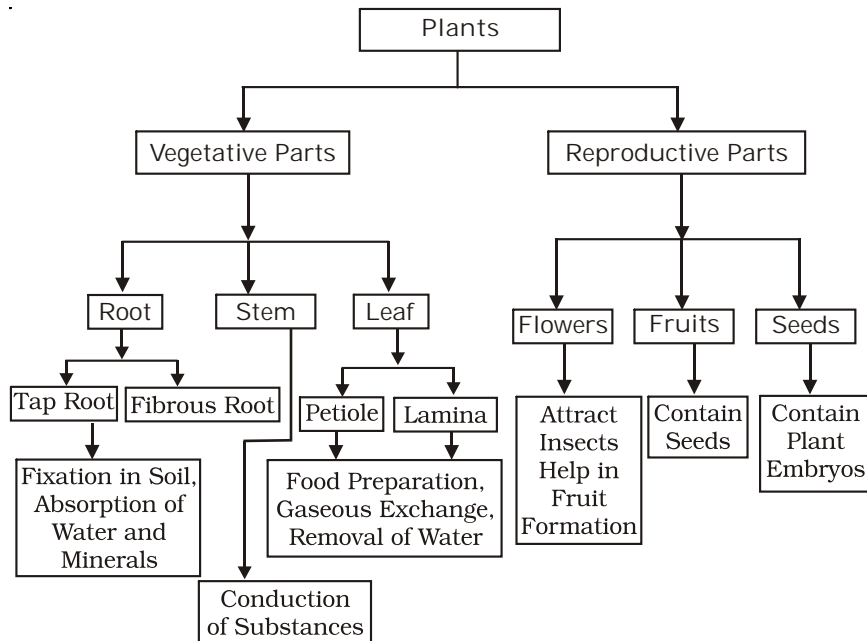 Plants
Vegetative Parts
Reproductive Parts
Root
Stem
Leaf
Flowers
Fruits
Seeds
Tap Root
Fibrous Root
Petiole
Lamina
Attract
Insects
Help in
Fruit
Formation
Contain
Seeds
Contain
Plant
Embryos
Fixation in Soil,
Absorption of
Water and
Minerals
Food Preparation,
Gaseous Exchange,
Removal of Water
Conduction
of Substances